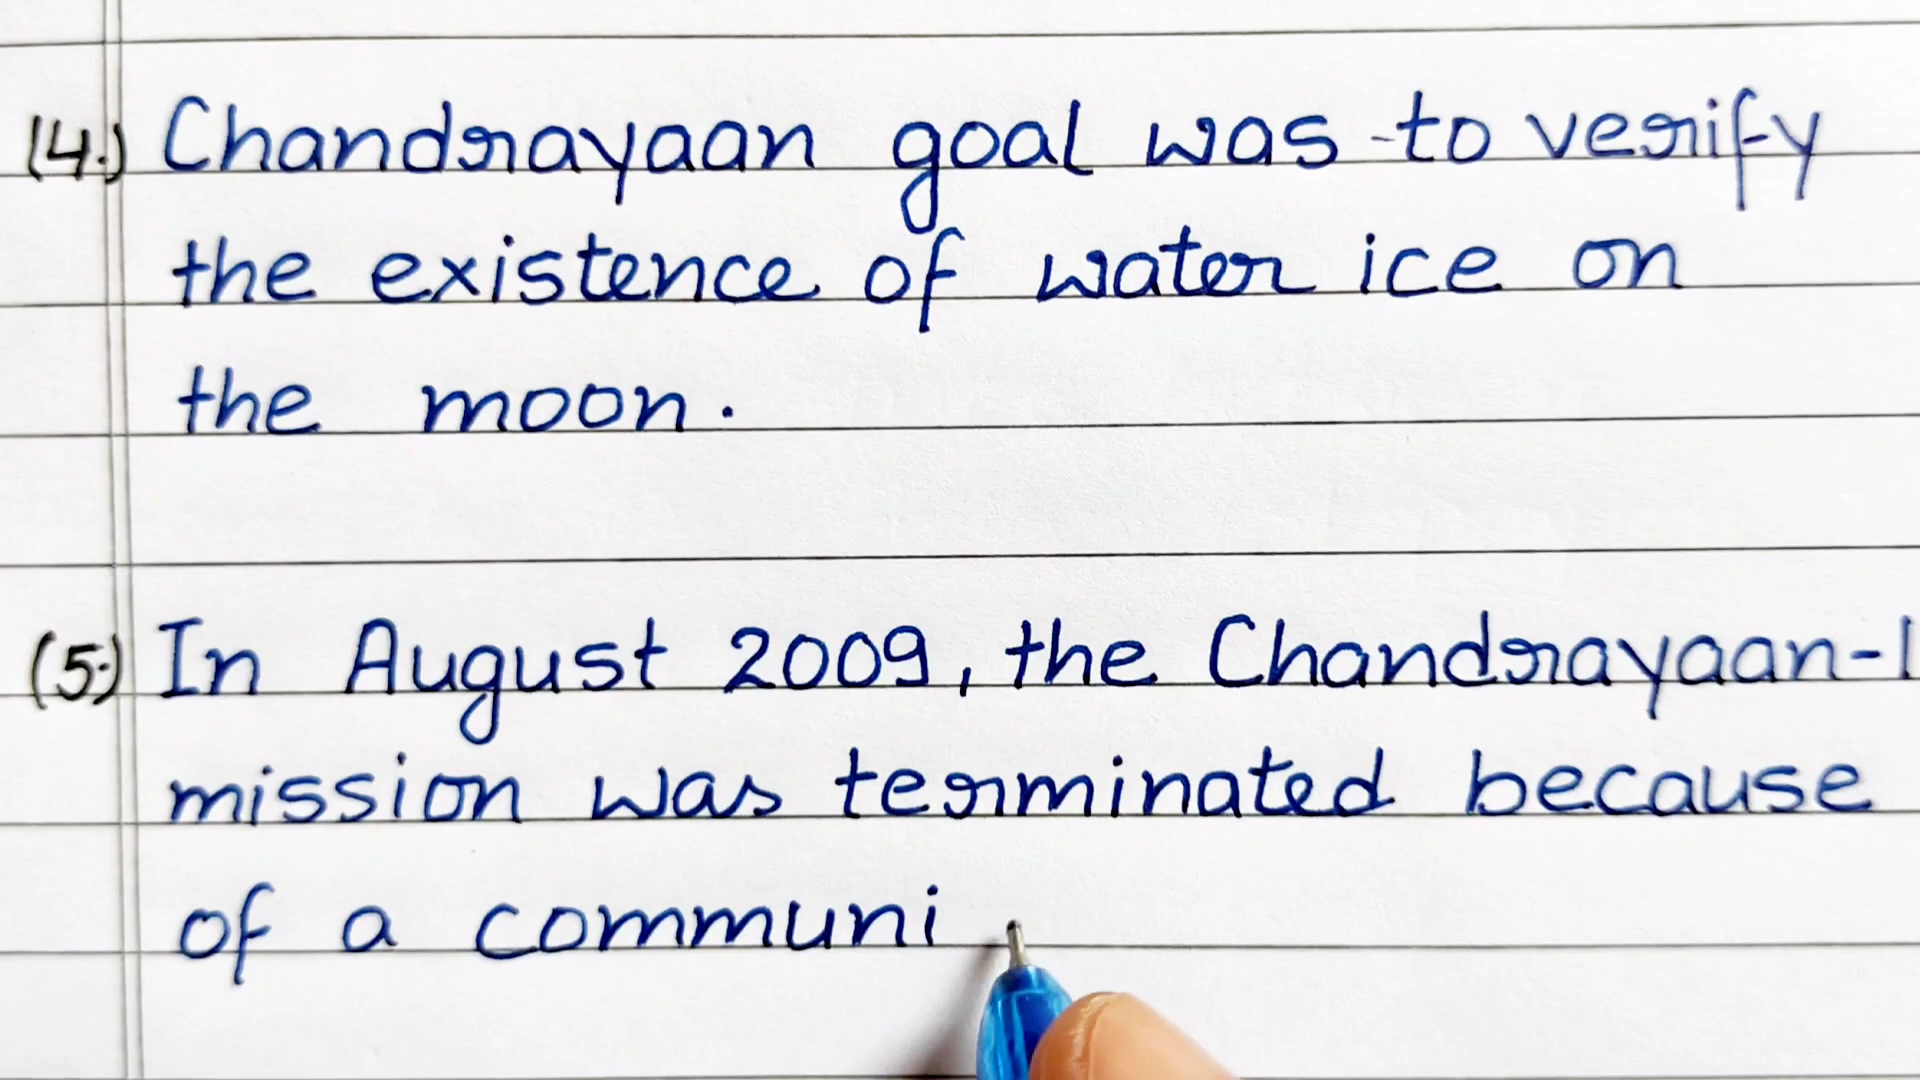 (4.) Chandrayaan goal was to verify
the existence of water ice on
the moon.
(5.) In August 2009, the Chandrayaan-1
mission was terminated because
of a communi